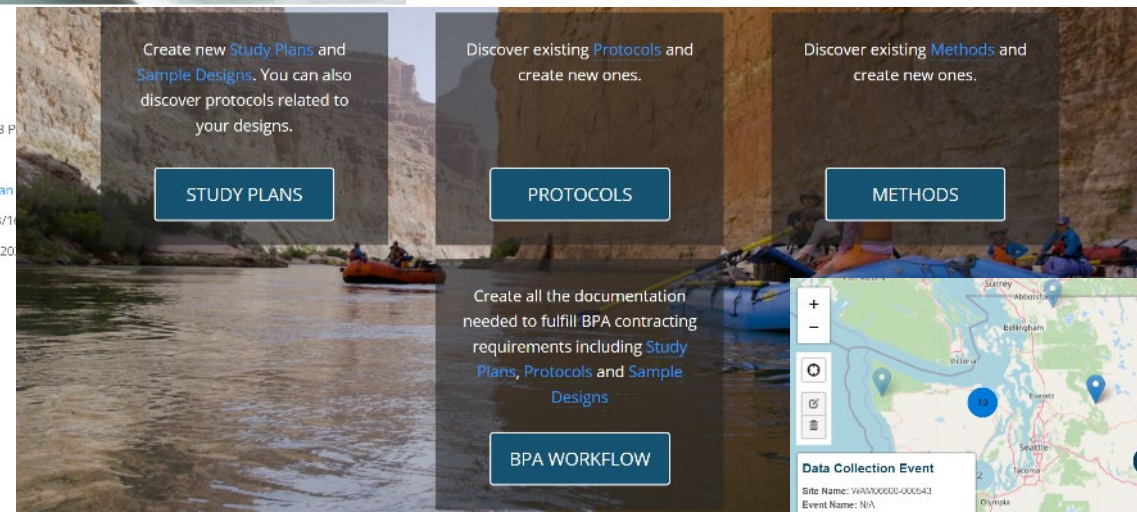 Create new Study Plans and
Sample Designs. You can also
discover protocols related to
your designs.
STUDY PLANS
Discover existing Protocols and
create new ones.
PROTOCOLS
Discover existing Methods and
create new ones.
METHODS
Create all the documentation
needed to fulfill BPA contracting
requirements including Study
Plans, Protocols and Sample
Designs
BPA WORKFLOW
+
−
Surrey
Bellingham
Victoria
10
Everett
Seattle
Tacoma
2
Olympia
Data Collection Event
Site Name: WAM06600-000543
Event Name: N/A